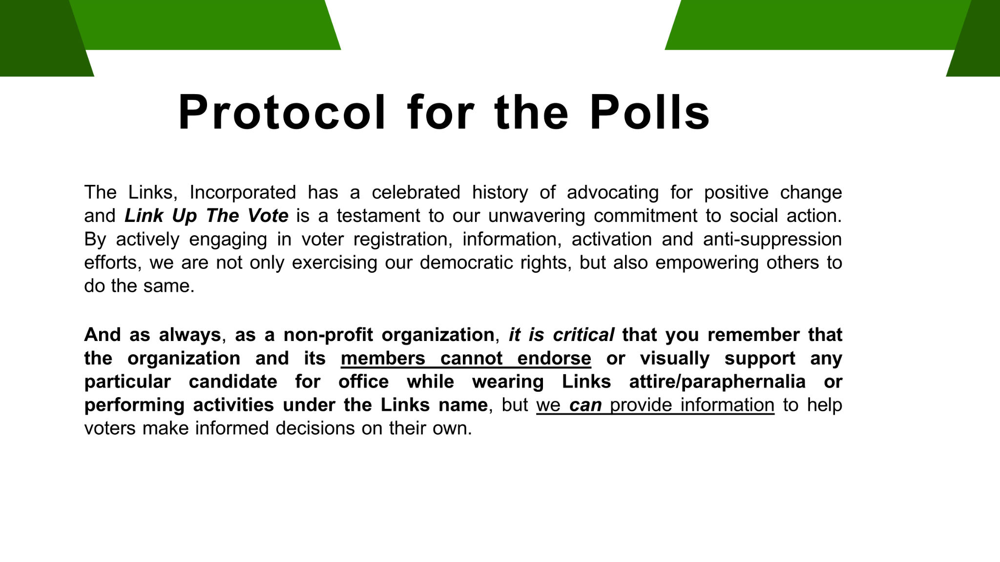 Protocol for the Polls
The Links, Incorporated has a celebrated history of advocating for positive change
and Link Up The Vote is a testament to our unwavering commitment to social action.
By actively engaging in voter registration, information, activation and anti-suppression
efforts, we are not only exercising our democratic rights, but also empowering others to
do the same.
And as always, as a non-profit organization, it is critical that you remember that
the organization and its members cannot endorse or visually support any
particular candidate for office while wearing Links attire/paraphernalia or
performing activities under the Links name, but we can provide information to help
voters make informed decisions on their own.